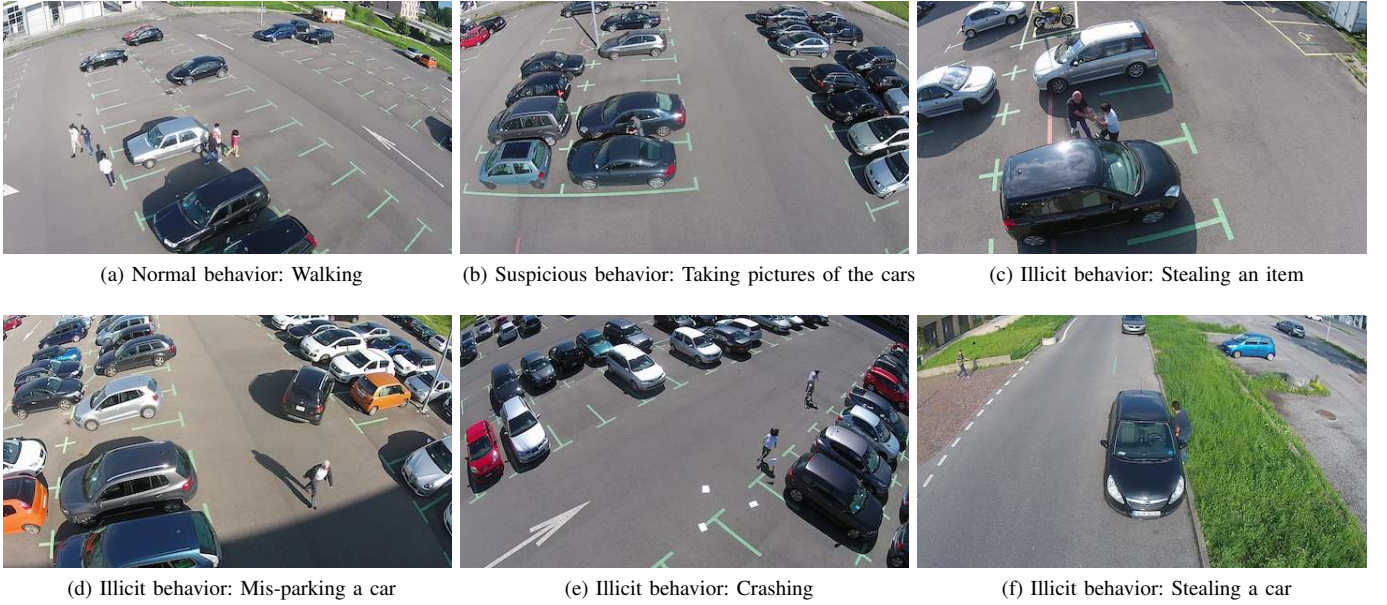 (a) Normal behavior: Walking
(b) Suspicious behavior: Taking pictures of the cars
(c) Illicit behavior: Stealing an item
(d) Illicit behavior: Mis-parking a car
(e) Illicit behavior: Crashing
(f) Illicit behavior: Stealing a car